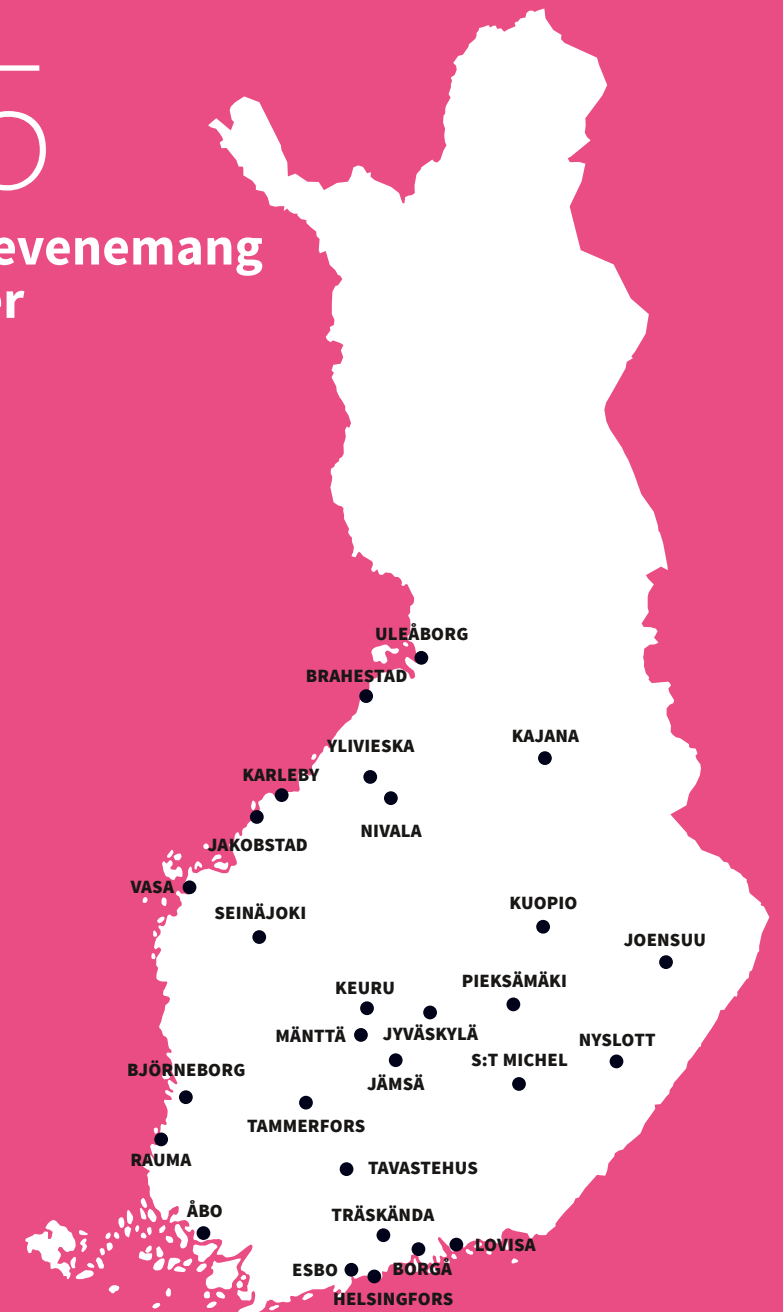 evenemang
ULEÅBORG
BRAHESTAD
KAJANA
YLIVIESKA
KARLEBY
NIVALA
JAKOBSTAD
VASA
KUOPIO
SEINÄJOKI
JOENSUU
PIEKSÄMÄKI
KEURU
MÄNTTÄ
JYVÄSKYLÄ
NYSLOTT
S:T MICHEL
BJÖRNEBORG
JÄMSÄ
TAMMERFORS
RAUMA
TAVASTEHUS
ÅBO
TRÄSKÄNDA
LOVISA
ESBO
BORGÅ
HELSINGFORS